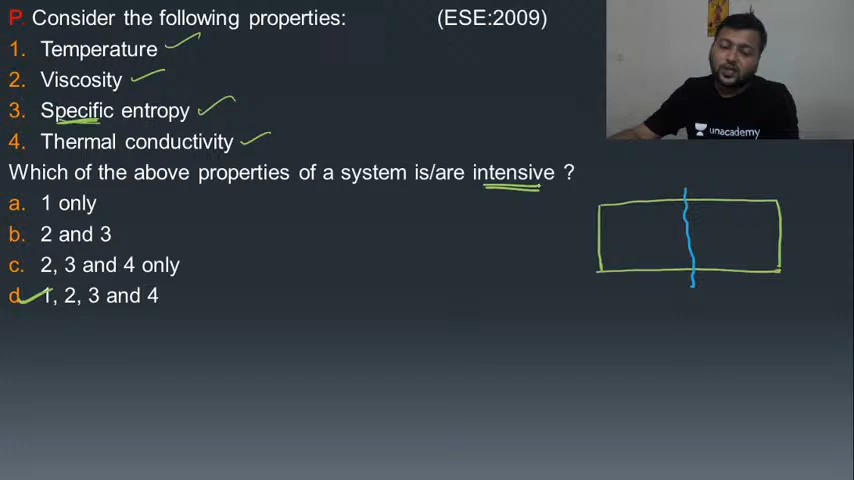 P. Consider the following properties: (ESE:2009)
1. Temperature
2. Viscosity
3. Specific entropy
4. Thermal conductivity
Which of the above properties of a system is/are intensive ?
a. 1 only
b. 2 and 3
c. 2, 3 and 4 only
d. 1, 2, 3 and 4
unacademy